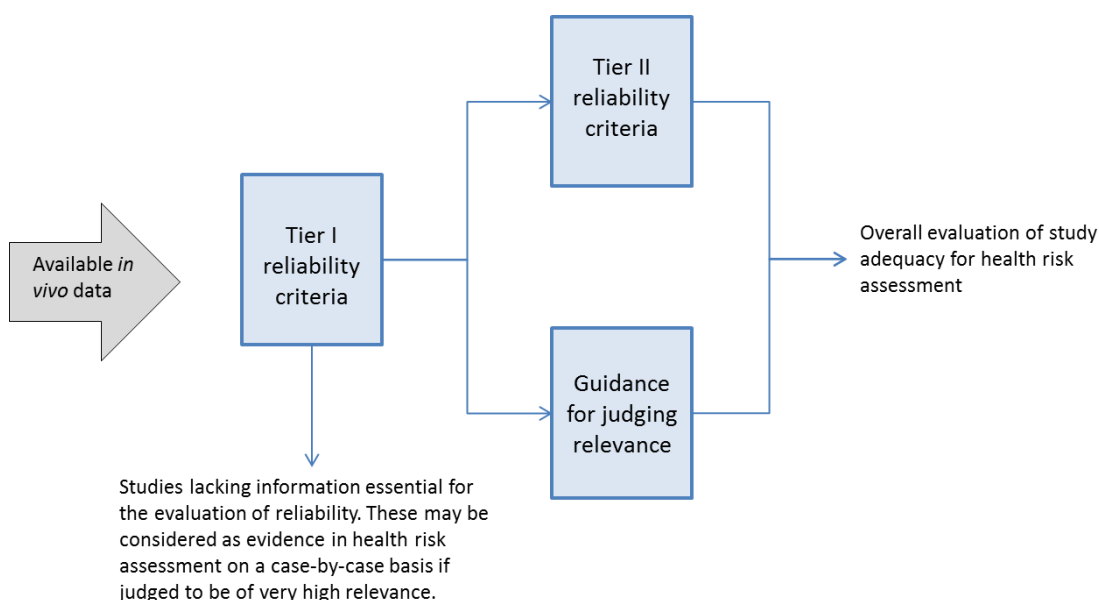 Available in
vivo data
Tier I
reliability
criteria
Studies lacking information essential for
the evaluation of reliability. These may be
considered as evidence in health risk
assessment on a case-by-case basis if
judged to be of very high relevance.
Tier II
reliability
criteria
Guidance
for judging
relevance
Overall evaluation of study
adequacy for health risk
assessment